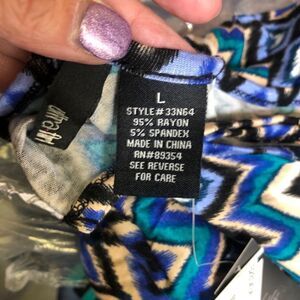 L
STYLE#33N64
95% RAYON
5% SPANDEX
MADE IN CHINA
RN#89354
SEE REVERSE
FOR CARE